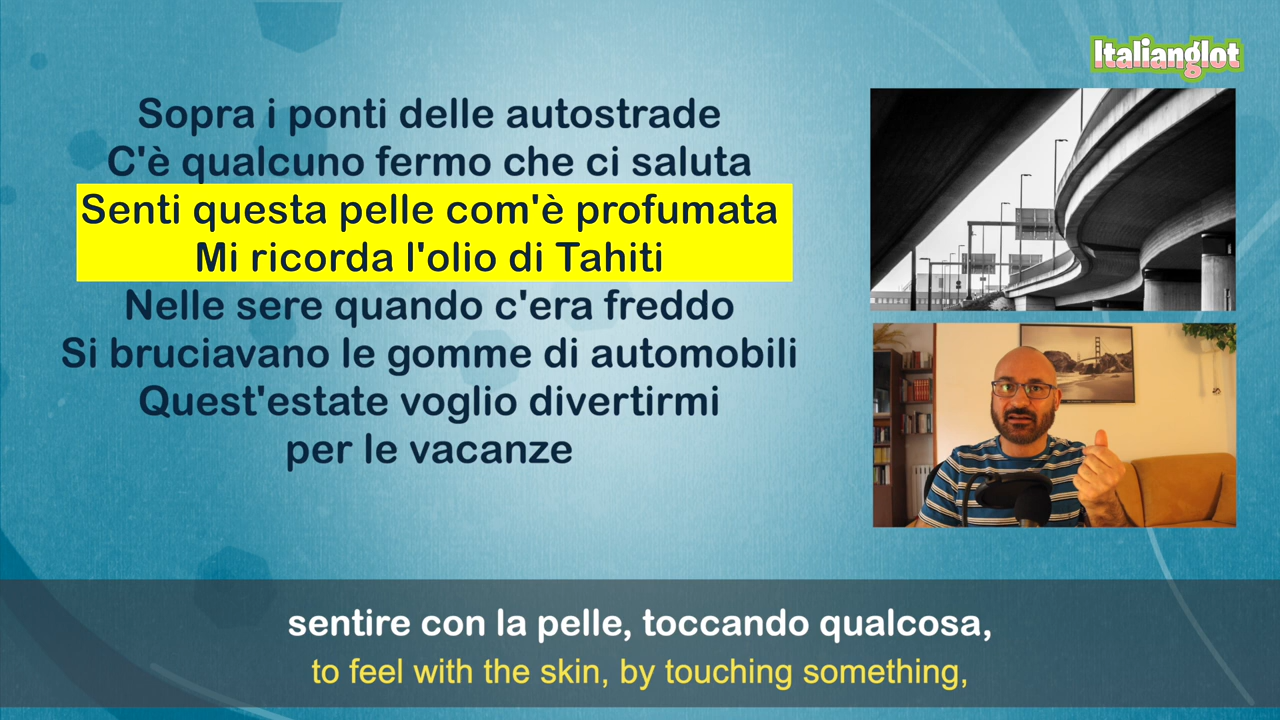 Italianglot
Sopra i ponti delle autostrade
C'è qualcuno fermo che ci saluta
Senti questa pelle com'è profumata
Mi ricorda l'olio di Tahiti
Nelle sere quando c'era freddo
Si bruciavano le gomme di automobili
Quest'estate voglio divertirmi
per le vacanze
sentire con la pelle, toccando qualcosa,
to feel with the skin, by touching something,